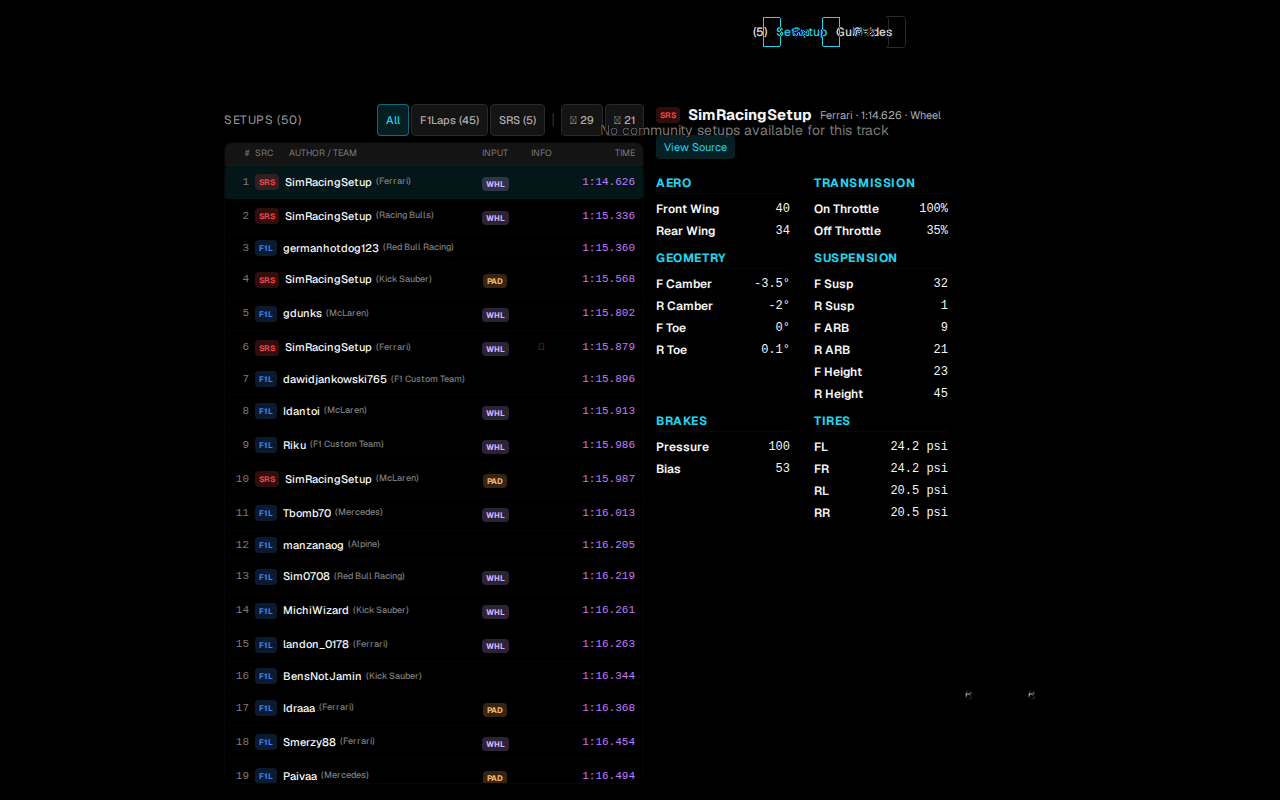 (5) Setup Guides
SETUPS (50)
All
F1Laps (45)
SRS (5)
29
21
SRS SimRacingSetup Ferrari · 1:14.626 · Wheel
No community setups available for this track
View Source
# SRC AUTHOR / TEAM INPUT INFO TIME
1 SRS SimRacingSetup (Ferrari) WHL 1:14.626
2 SRS SimRacingSetup (Racing Bulls) WHL 1:15.336
3 F1L germanhotdog123 (Red Bull Racing) 1:15.360
4 SRS SimRacingSetup (Kick Sauber) PAD 1:15.568
5 F1L gdunks (McLaren) WHL 1:15.802
6 SRS SimRacingSetup (Ferrari) WHL 1:15.879
7 F1L dawidjankowski765 (F1 Custom Team) 1:15.896
8 F1L Idantoi (McLaren) WHL 1:15.913
9 F1L Riku (F1 Custom Team) WHL 1:15.986
10 SRS SimRacingSetup (McLaren) PAD 1:15.987
11 F1L Tbomb70 (Mercedes) WHL 1:16.013
12 F1L manzanaog (Alpine) 1:16.205
13 F1L Sim0708 (Red Bull Racing) WHL 1:16.219
14 F1L MichiWizard (Kick Sauber) WHL 1:16.261
15 F1L landon_0178 (Ferrari) WHL 1:16.263
16 F1L BensNotJamin (Kick Sauber) 1:16.344
17 F1L Idraaa (Ferrari) PAD 1:16.368
18 F1L Smerzy88 (Ferrari) WHL 1:16.454
19 F1L Paivaa (Mercedes) PAD 1:16.494
AERO
Front Wing 40
Rear Wing 34
TRANSMISSION
On Throttle 100%
Off Throttle 35%
GEOMETRY
F Camber -3.5°
R Camber -2°
F Toe 0°
R Toe 0.1°
SUSPENSION
F Susp 32
R Susp 1
F ARB 9
R ARB 21
F Height 23
R Height 45
BRAKES
Pressure 100
Bias 53
TIRES
FL 24.2 psi
FR 24.2 psi
RL 20.5 psi
RR 20.5 psi